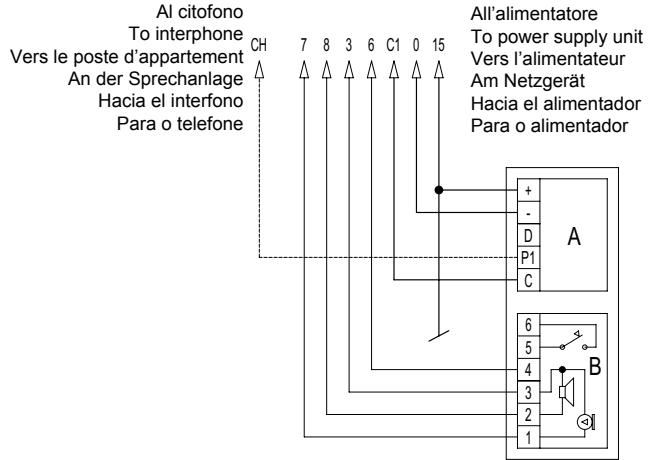 Al citofono
To interphone
Vers le poste d'appartement
An der Sprechanlage
Hacia el interfono
Para o telefone
CH 7 8 3 6 C1 0 15
All'alimentatore
To power supply unit
Vers l'alimentateur
Am Netzgerät
Hacia el alimentador
Para o alimentador
+
-
D
P1
C
A
6
5
4
3
2
1
B